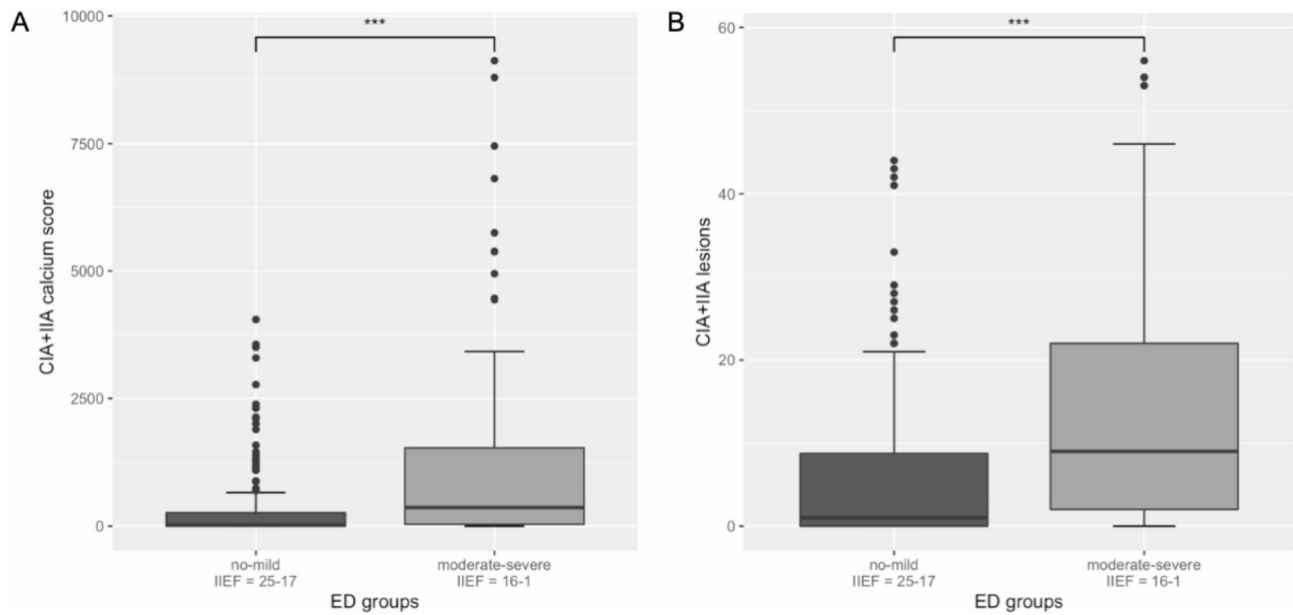 A
CIA+IIA calcium score
10000
7500
5000
2500
0
***
no-mild
IIEF = 25-17
moderate-severe
IIEF = 16-1
ED groups
B
CIA+IIA lesions
60
40
20
0
***
no-mild
IIEF = 25-17
moderate-severe
IIEF = 16-1
ED groups